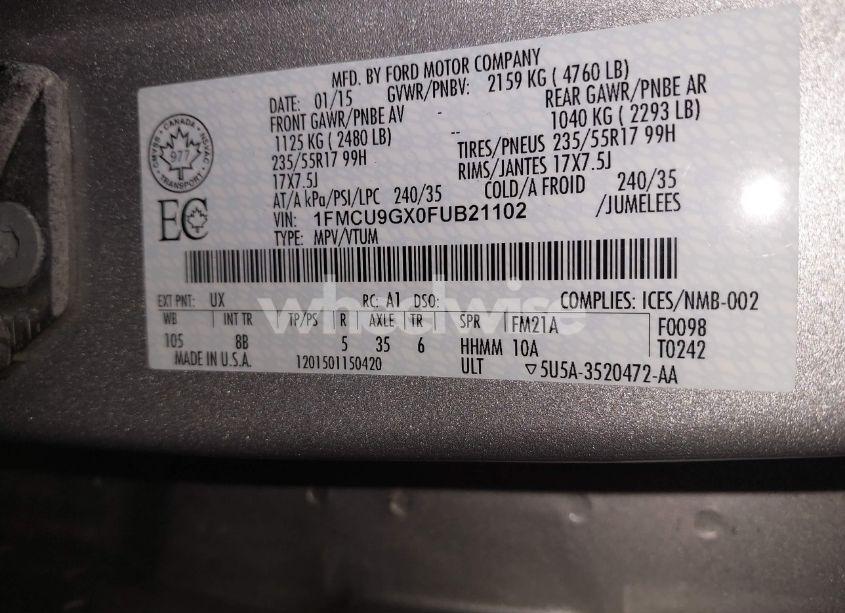 MFD. BY FORD MOTOR COMPANY
DATE: 01/15 GVWR/PNBV: 2159 KG ( 4760 LB)
FRONT GAWR/PNBE AV REAR GAWR/PNBE AR
1125 KG ( 2480 LB) -- 1040 KG ( 2293 LB)
235/55R17 99H TIRES/PNEUS 235/55R17 99H
17X7.5J RIMS/JANTES 17X7.5J
AT/A kPa/PSI/LPC 240/35 COLD/A FROID 240/35
VIN: 1FMCU9GX0FUB21102 /JUMELEES
TYPE: MPV/VTUM
CANADA
977
TRANSPORT
EC
wheelwise
EXT PNT: UX RC: A1 DSO: COMPLIES: ICES/NMB-002
WB INT TR TP/PS R AXLE TR SPR FM21A F0098
105 8B 5 35 6 HHMM 10A T0242
MADE IN U.S.A. 1201501150420 ULT ▽5U5A-3520472-AA